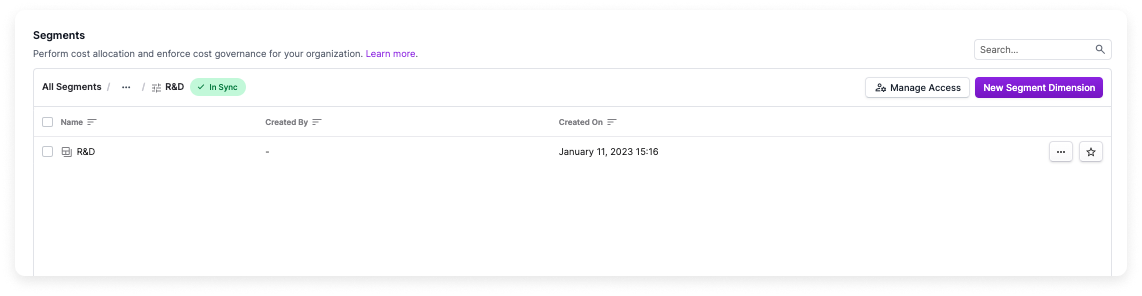 Segments
Perform cost allocation and enforce cost governance for your organization. Learn more.
Search...
All Segments / ... / R&D In Sync
Manage Access
New Segment Dimension
Name Created By Created On
R&D - January 11, 2023 15:16